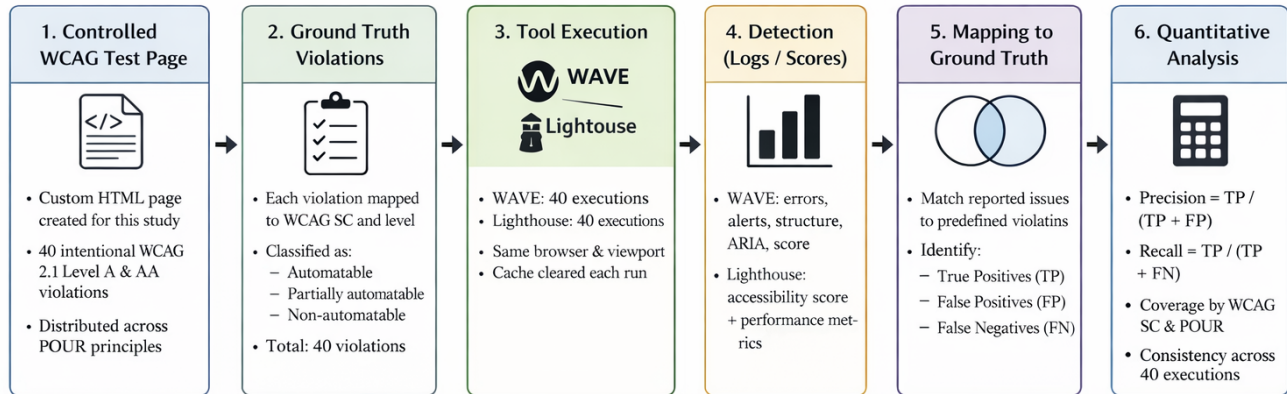 1. Controlled
WCAG Test Page
</>
• Custom HTML page
created for this study
• 40 intentional WCAG
2.1 Level A & AA
violations
• Distributed across
POUR principles
2. Ground Truth
Violations
• Each violation mapped
to WCAG SC and level
• Classified as:
– Automatable
– Partially automatable
– Non-automatable
• Total: 40 violations
3. Tool Execution
WAVE
Lightouse
• WAVE: 40 executions
• Lighthouse: 40 executions
• Same browser & viewport
• Cache cleared each run
4. Detection
(Logs / Scores)
• WAVE: errors,
alerts, structure,
ARIA, score
• Lighthouse:
accessibility score
+ performance met-
rics
5. Mapping to
Ground Truth
• Match reported issues
to predefined violatins
• Identify:
– True Positives (TP)
– False Positives (FP)
– False Negatives (FN)
6. Quantitative
Analysis
• Precision = TP /
(TP + FP)
• Recall = TP / (TP
+ FN)
• Coverage by WCAG
SC & POUR
• Consistency across
40 executions